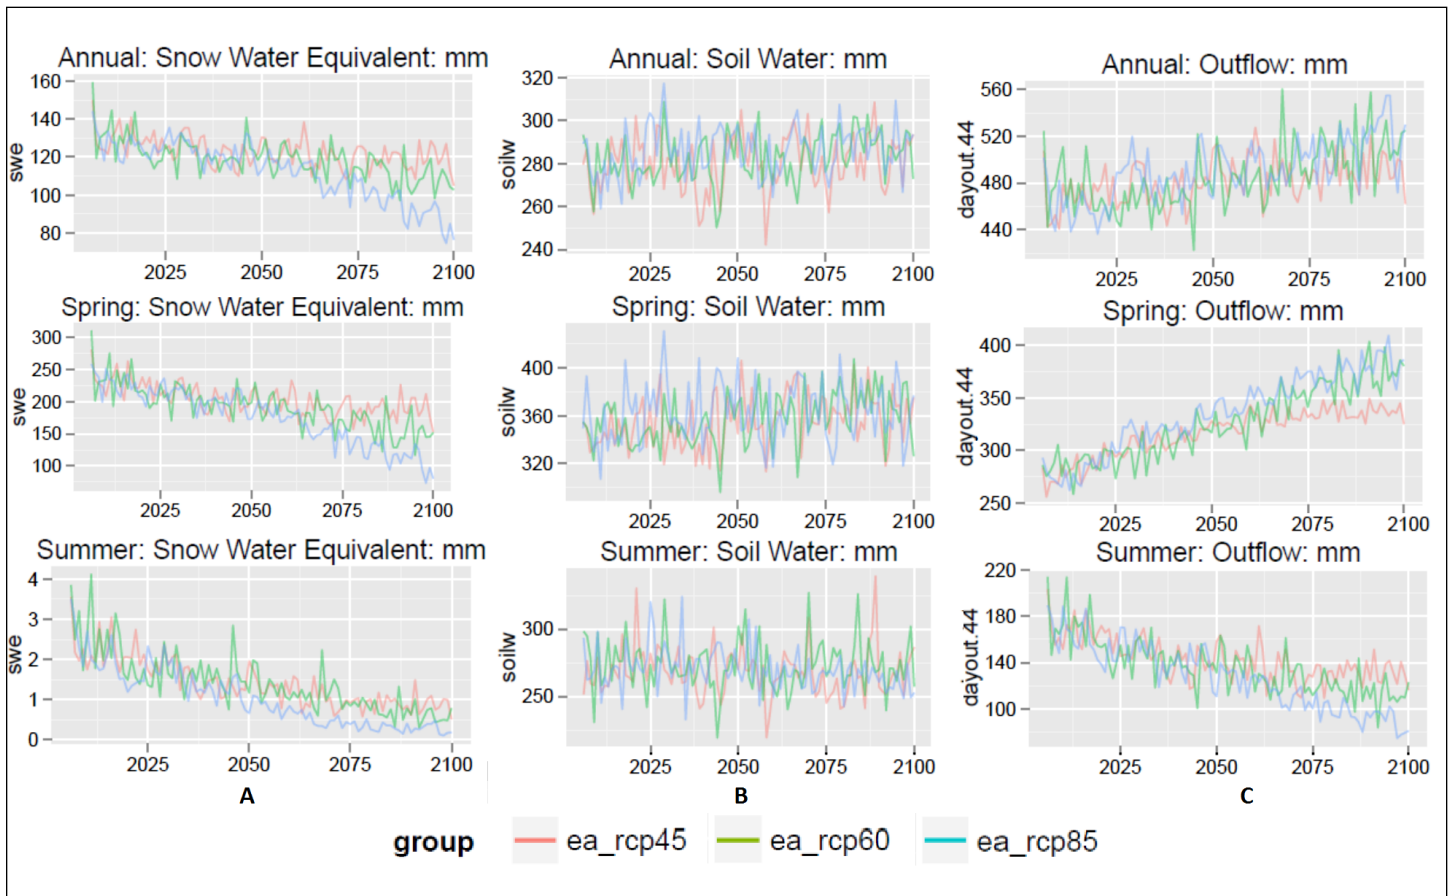 Annual: Snow Water Equivalent: mm
swe
160
140
120
100
80
2025 2050 2075 2100
Annual: Soil Water: mm
soilw
320
300
280
260
240
2025 2050 2075 2100
Annual: Outflow: mm
dayout.44
560
520
480
440
2025 2050 2075 2100
Spring: Snow Water Equivalent: mm
swe
300
250
200
150
100
2025 2050 2075 2100
Spring: Soil Water: mm
soilw
400
360
320
2025 2050 2075 2100
Spring: Outflow: mm
dayout.44
400
350
300
250
2025 2050 2075 2100
Summer: Snow Water Equivalent: mm
swe
4
3
2
1
0
2025 2050 2075 2100
Summer: Soil Water: mm
soilw
300
250
2025 2050 2075 2100
Summer: Outflow: mm
dayout.44
220
180
140
100
2025 2050 2075 2100
A B C
group ea_rcp45 ea_rcp60 ea_rcp85